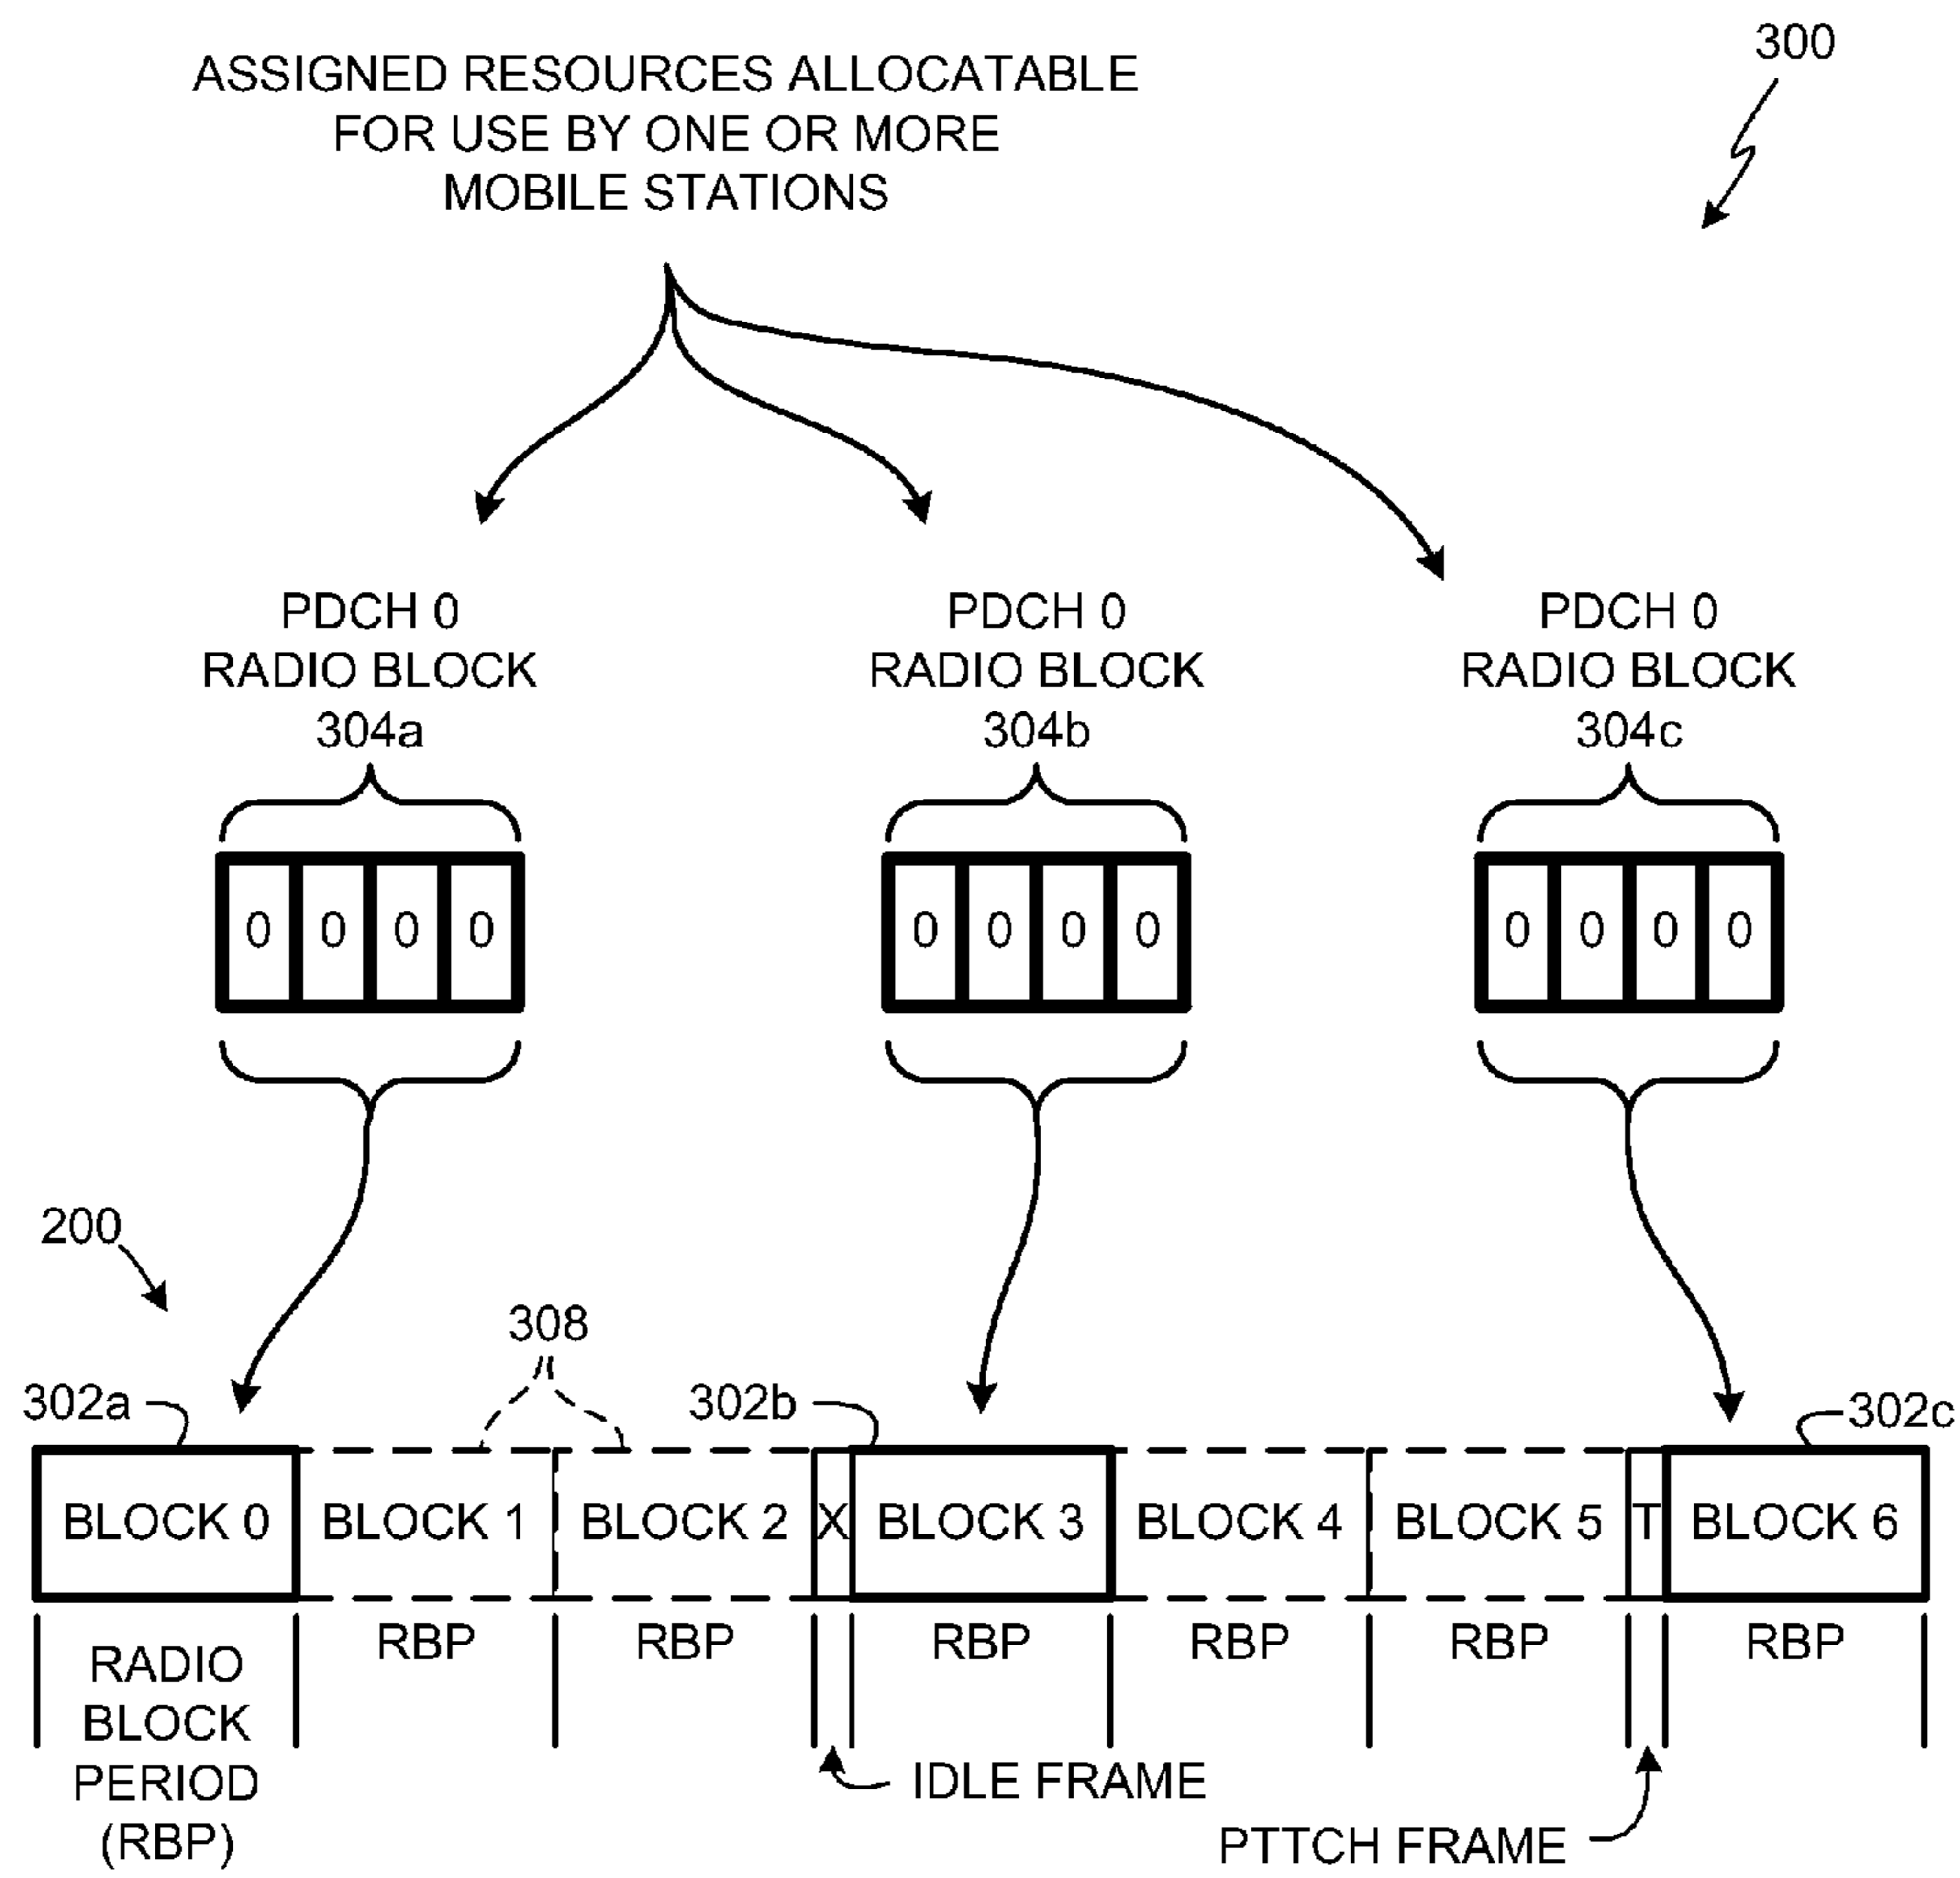 300
ASSIGNED RESOURCES ALLOCATABLE
FOR USE BY ONE OR MORE
MOBILE STATIONS
PDCH 0
RADIO BLOCK
304a
PDCH 0
RADIO BLOCK
304b
PDCH 0
RADIO BLOCK
304c
0 0 0 0
0 0 0 0
0 0 0 0
200
308
302a
302b
302c
BLOCK 0 BLOCK 1 BLOCK 2 X BLOCK 3 BLOCK 4 BLOCK 5 T BLOCK 6
RADIO
BLOCK
PERIOD
(RBP)
RBP
RBP
RBP
RBP
RBP
RBP
IDLE FRAME
PTTCH FRAME